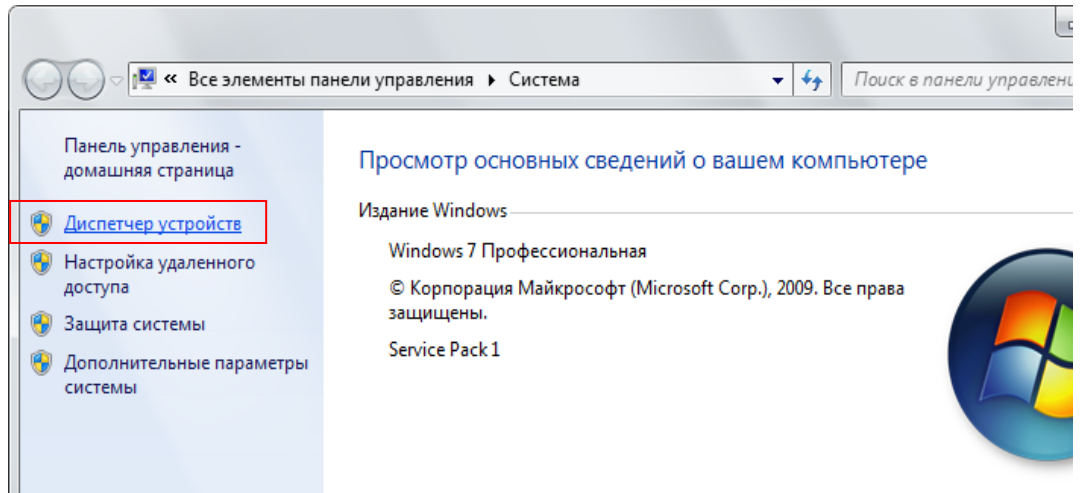 « Все элементы панели управления ▸ Система
Поиск в панели управлени
Панель управления -
домашняя страница
Диспетчер устройств
Настройка удаленного
доступа
Защита системы
Дополнительные параметры
системы
Просмотр основных сведений о вашем компьютере
Издание Windows
Windows 7 Профессиональная
© Корпорация Майкрософт (Microsoft Corp.), 2009. Все права
защищены.
Service Pack 1